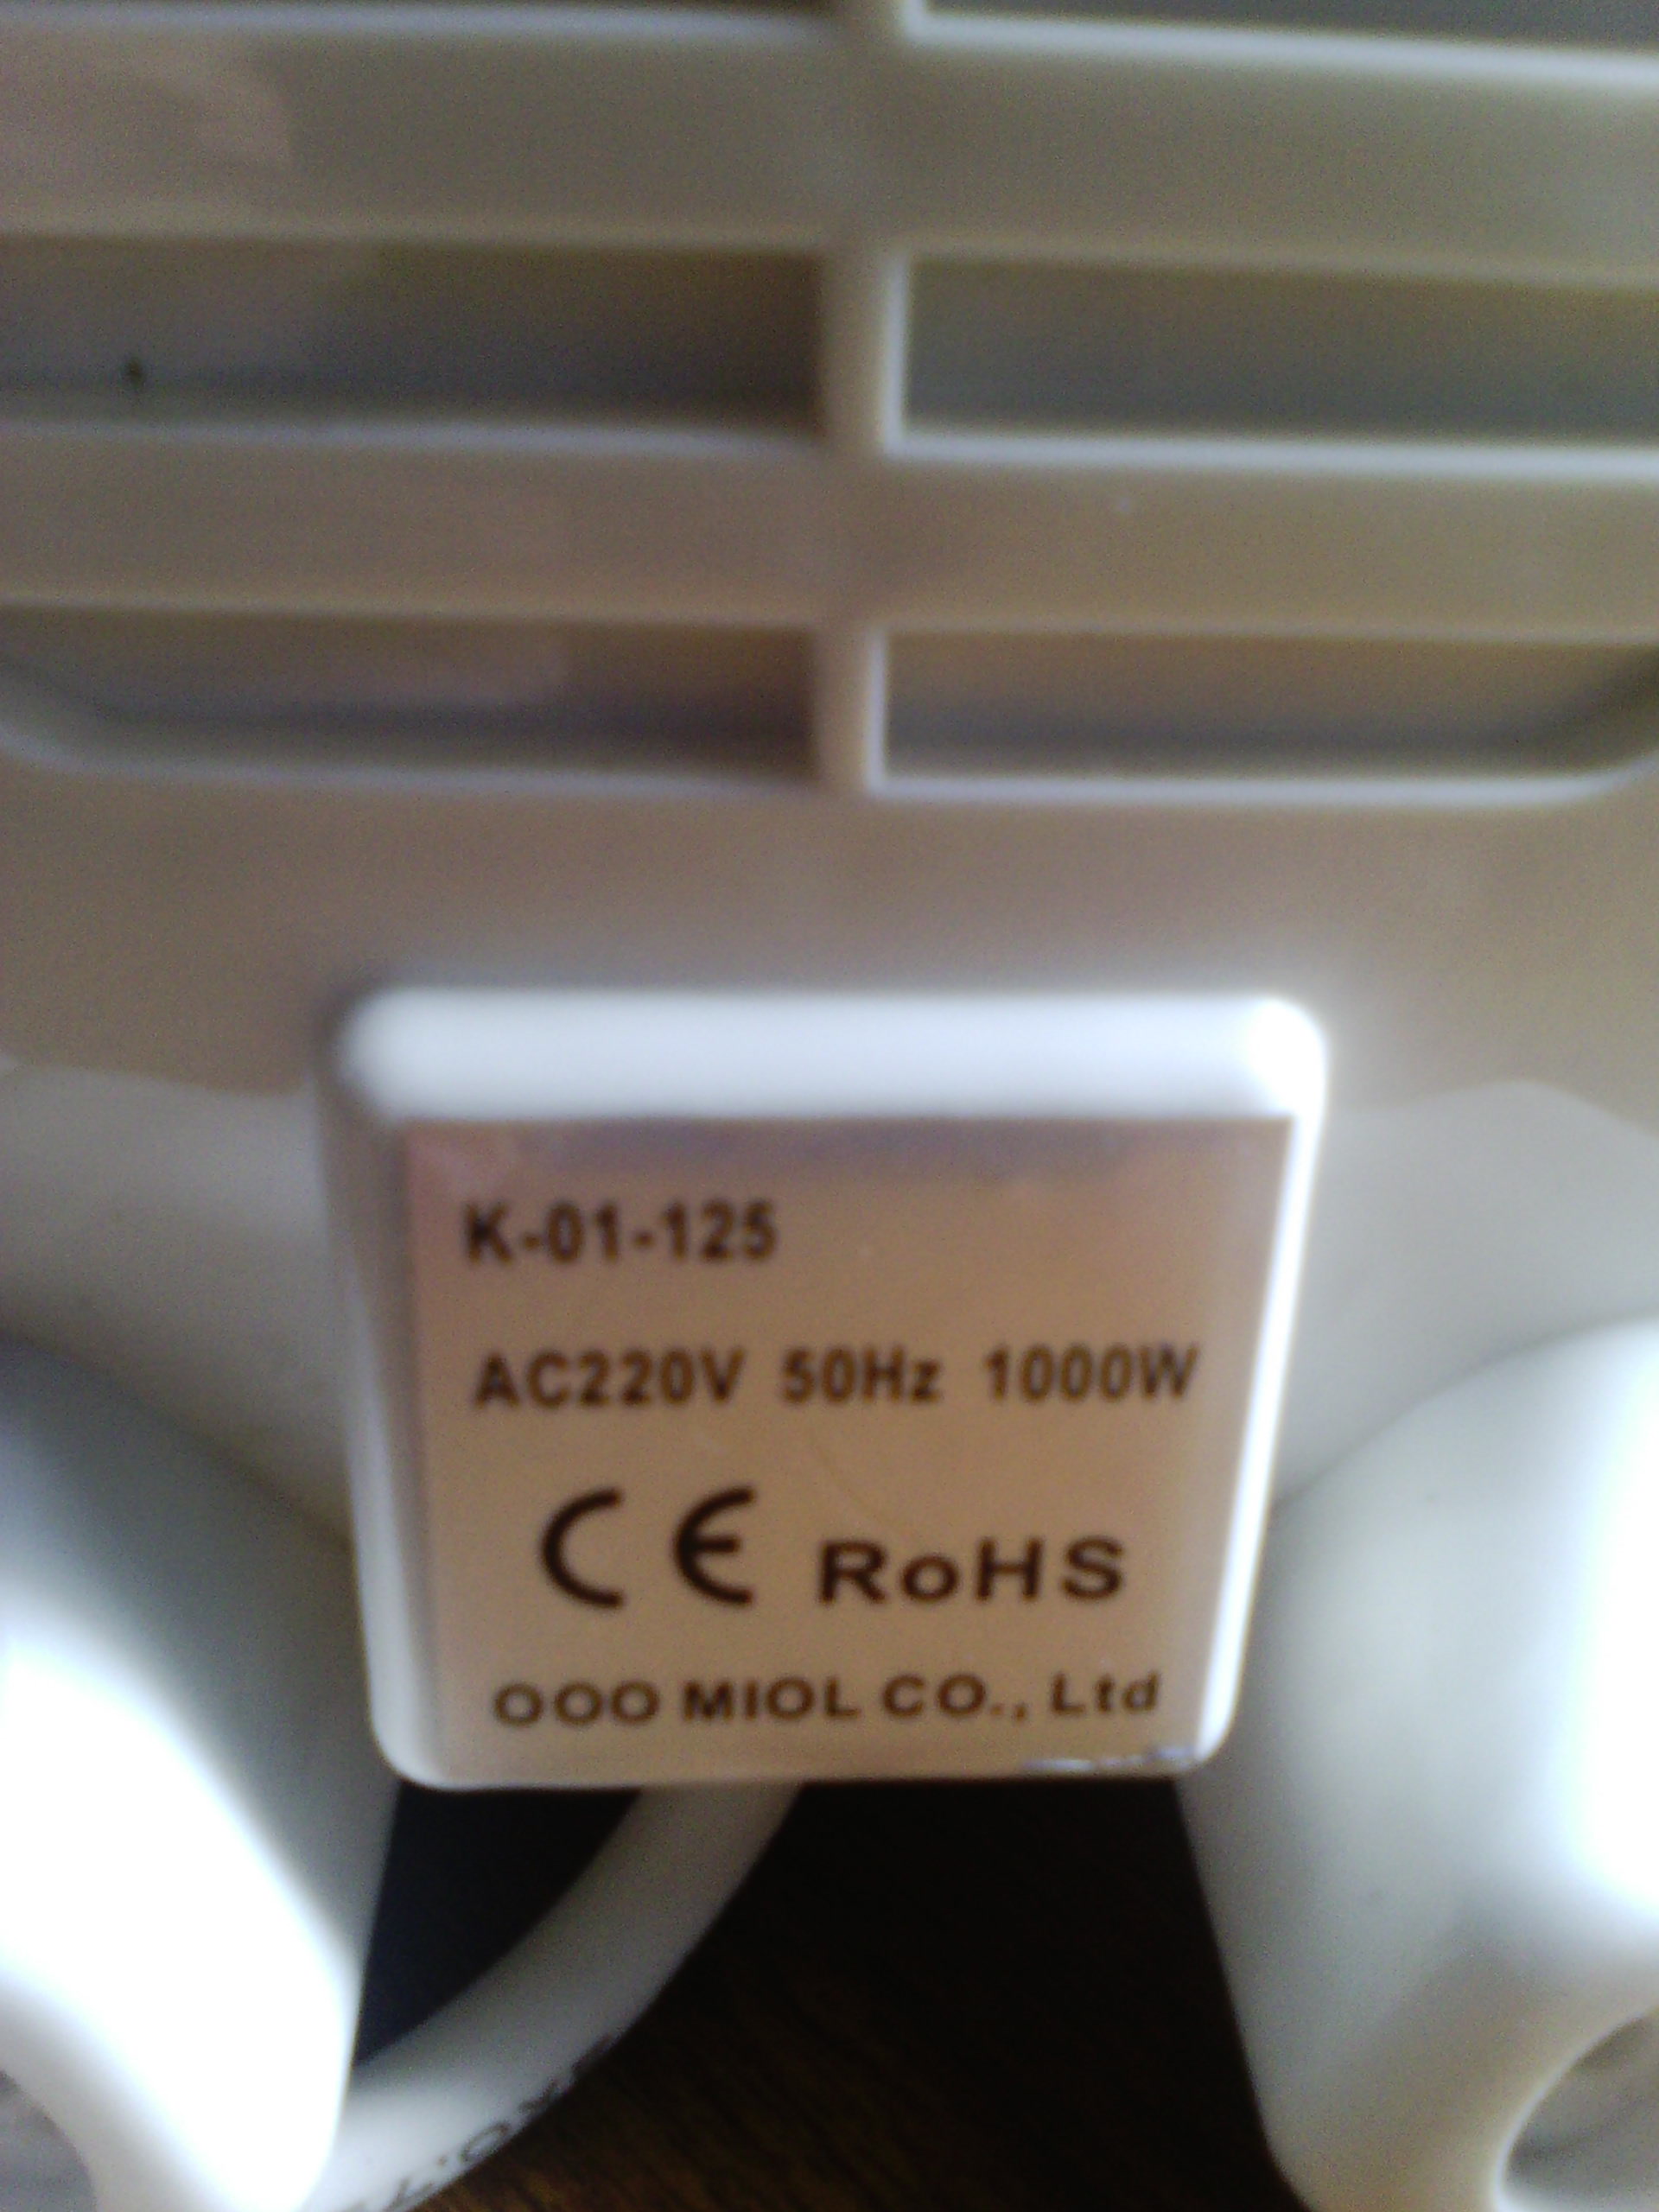 K-01-125
AC220V 50Hz 1000W
CE RoHS
OOO MIOL CO., Ltd